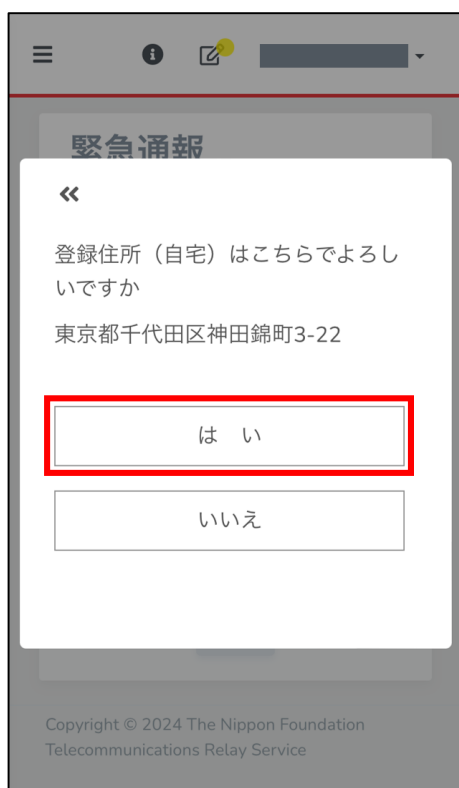 緊急通報
登録住所（自宅）はこちらでよろし
いですか
東京都千代田区神田錦町3-22
は　い
いいえ
Copyright © 2024 The Nippon Foundation
Telecommunications Relay Service